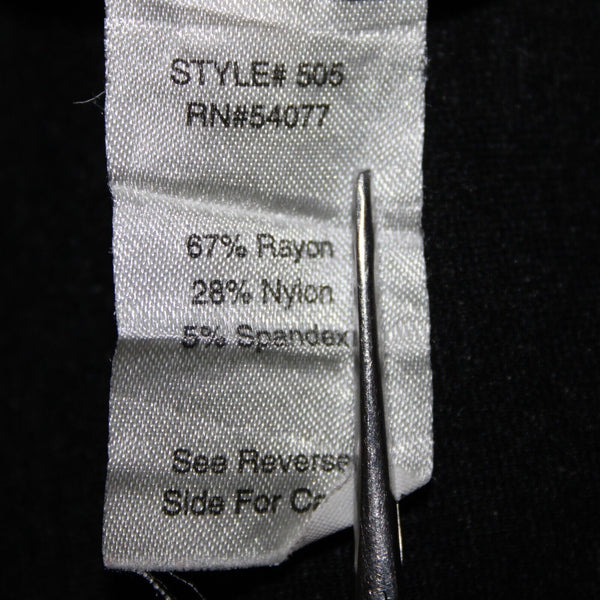 STYLE# 505
RN#54077
67% Rayon
28% Nylon
5% Spandex
See Reverse
Side For